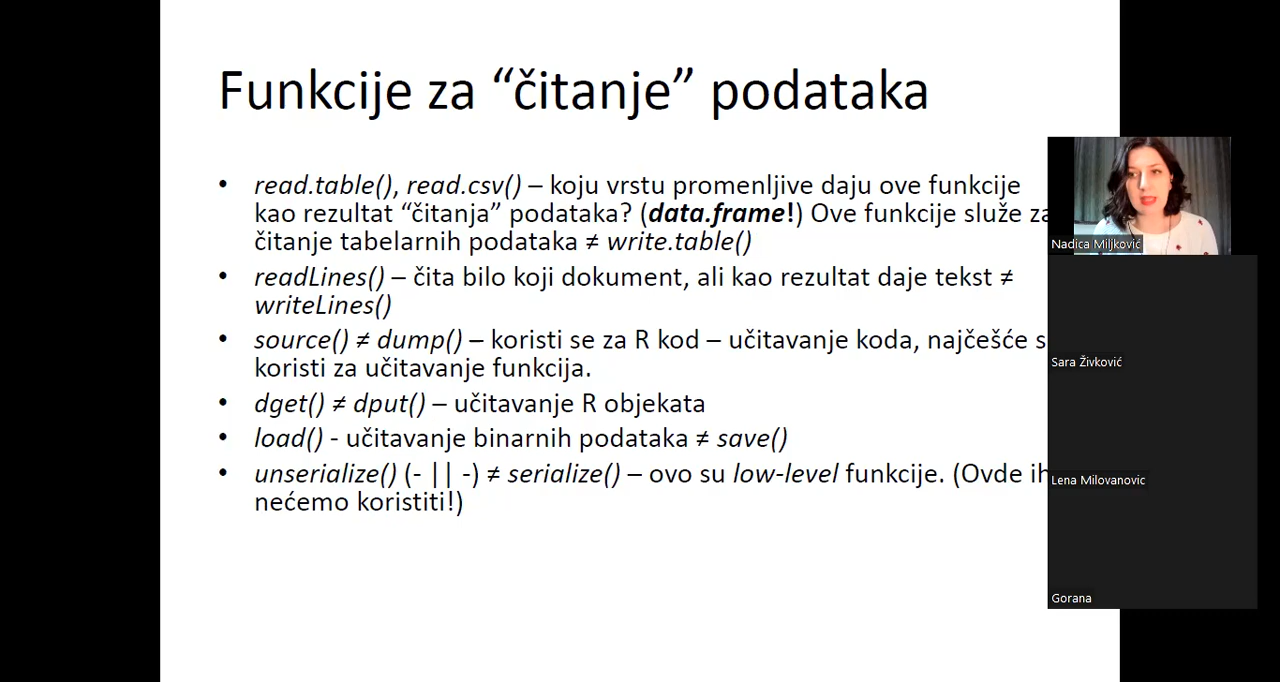 Funkcije za “čitanje” podataka
• read.table(), read.csv() – koju vrstu promenljive daju ove funkcije
kao rezultat “čitanja” podataka? (data.frame!) Ove funkcije služe za
čitanje tabelarnih podataka ≠ write.table()
• readLines() – čita bilo koji dokument, ali kao rezultat daje tekst ≠
writeLines()
• source() ≠ dump() – koristi se za R kod – učitavanje koda, najčešće s
koristi za učitavanje funkcija.
• dget() ≠ dput() – učitavanje R objekata
• load() - učitavanje binarnih podataka ≠ save()
• unserialize() (- || -) ≠ serialize() – ovo su low-level funkcije. (Ovde ih
nećemo koristiti!)
Nadica Miljković
Sara Živković
Lena Milovanovic
Gorana